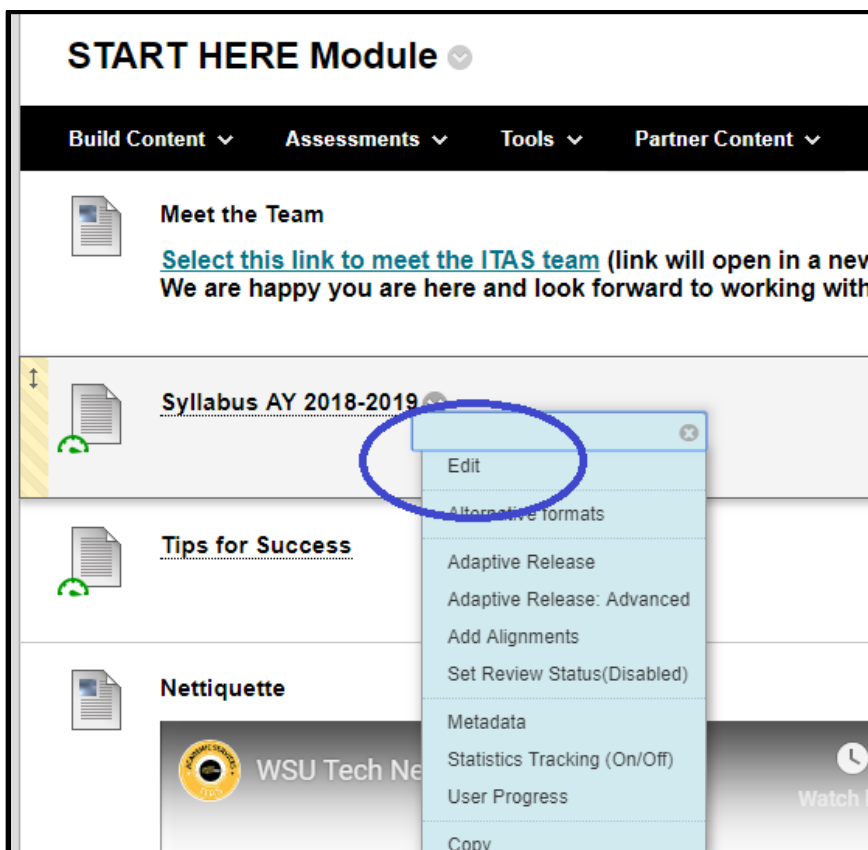 START HERE Module
Build Content Assessments Tools Partner Content
Meet the Team
Select this link to meet the ITAS team (link will open in a new
We are happy you are here and look forward to working with
Syllabus AY 2018-2019
Edit
Alternative formats
Tips for Success
Adaptive Release
Adaptive Release: Advanced
Add Alignments
Set Review Status(Disabled)
Nettiquette
Metadata
Statistics Tracking (On/Off)
User Progress
Copy
ACADEMIC SERVICES
WSU Tech Ne
Watch